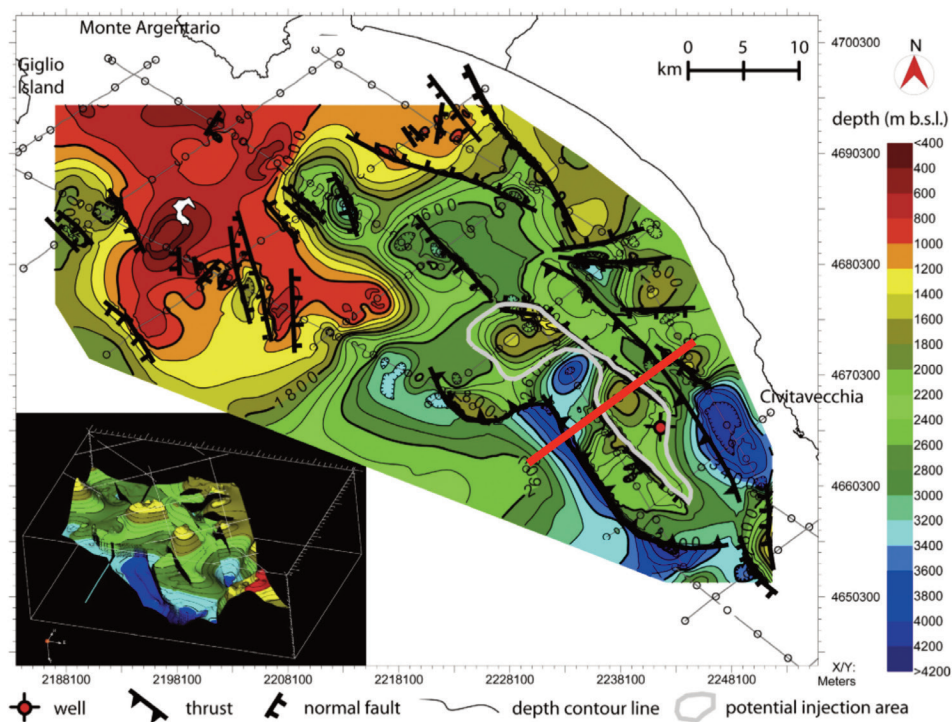 Monte Argentario
Giglio
Island
0 5 10
km
N
4700300
depth (m b.s.l.)
<400
400
600
800
1000
1200
1400
1600
1800
2000
2200
2400
2600
2800
3000
3200
3400
3600
3800
4000
>4200
4690300
4680300
4670300
4660300
4650300
1800
Civitavecchia
X/Y:
Meters
2188100 2198100 2208100 2218100 2228100 2238100 2248100
well thrust normal fault depth contour line potential injection area